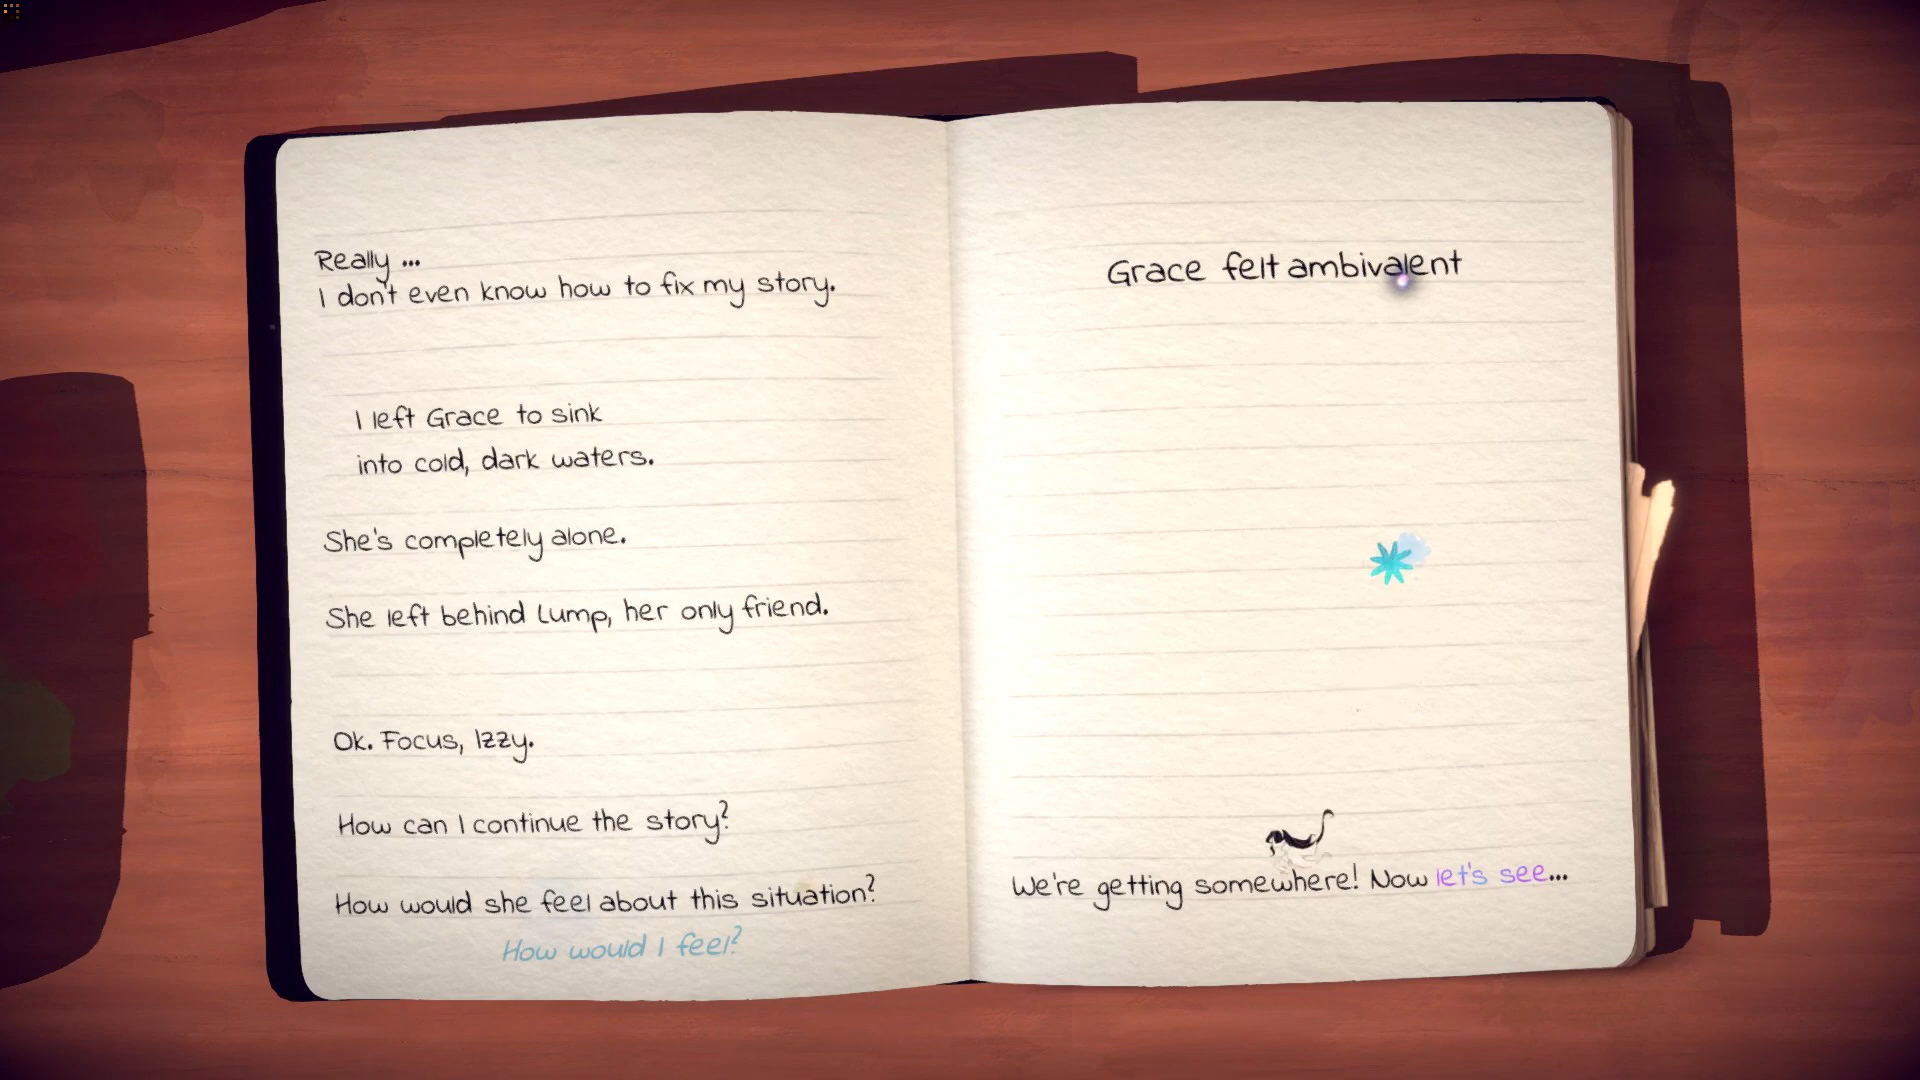 Really ...
I don't even know how to fix my story.
I left Grace to sink
into cold, dark waters.
She's completely alone.
She left behind Lump, her only friend.
Ok. Focus, Izzy.
How can I continue the story?
How would she feel about this situation?
How would I feel?
Grace felt ambivalent
We're getting somewhere! Now let's see...